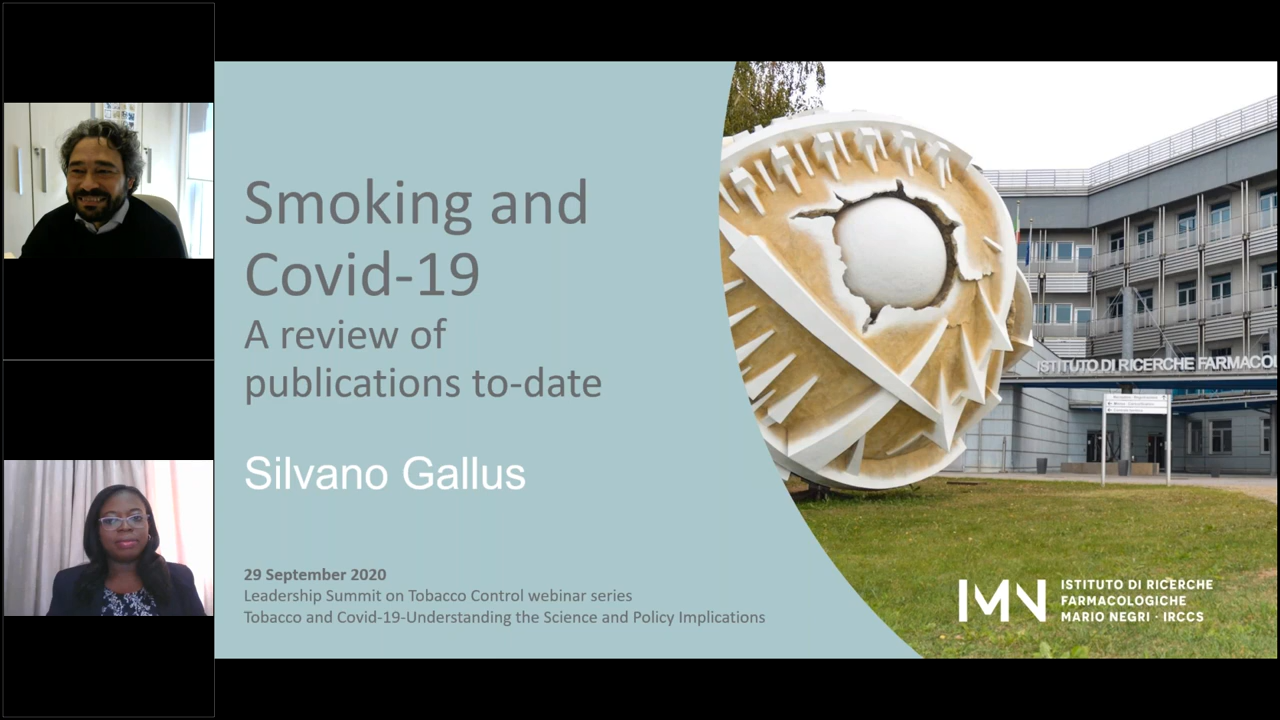 Smoking and
Covid-19
A review of
publications to-date
Silvano Gallus
29 September 2020
Leadership Summit on Tobacco Control webinar series
Tobacco and Covid-19-Understanding the Science and Policy Implications
ISTITUTO DI RICERCHE FARMACO
IMN
ISTITUTO DI RICERCHE
FARMACOLOGICHE
MARIO NEGRI · IRCCS